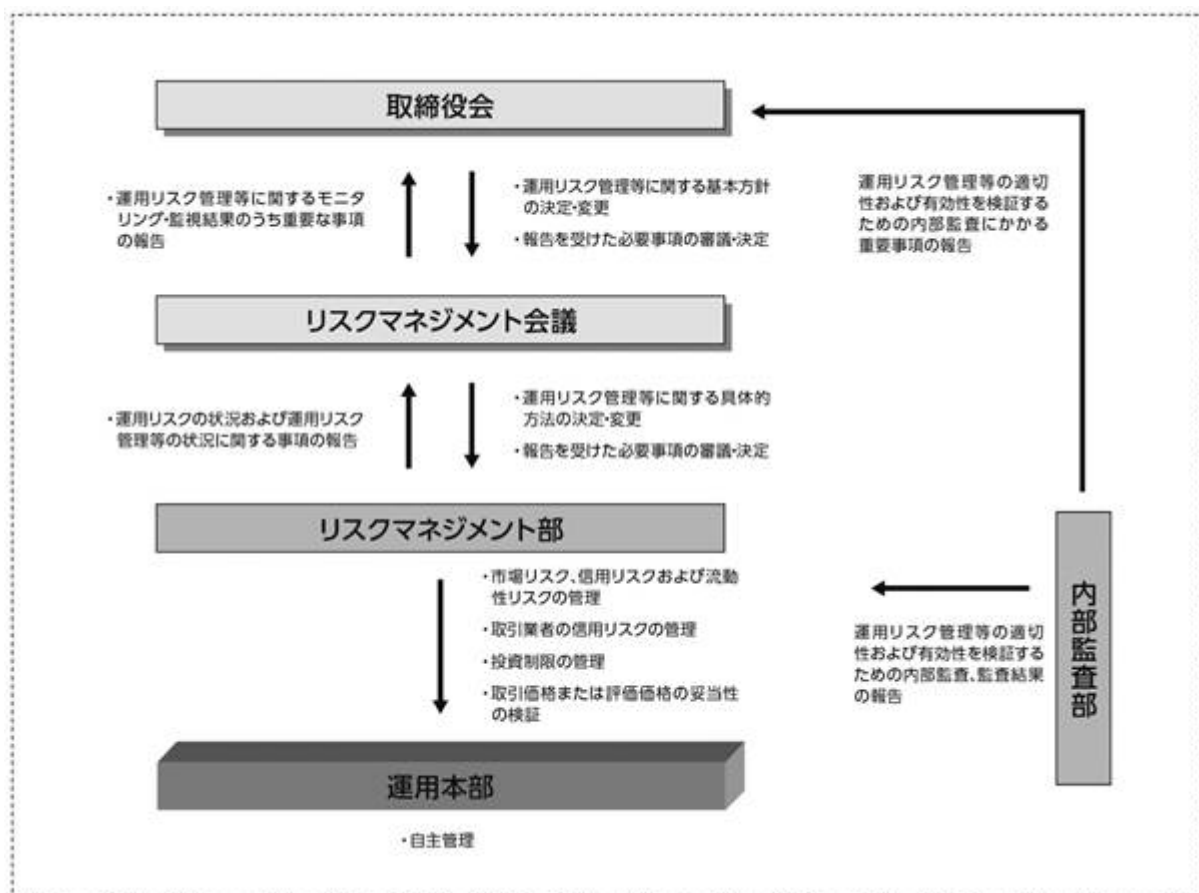 取締役会
・運用リスク管理等に関するモニタ
リング・監視結果のうち重要な事項
の報告
・運用リスク管理等に関する基本方針
の決定・変更
・報告を受けた必要事項の審議・決定
運用リスク管理等の適切
性および有効性を検証する
ための内部監査にかかる
重要事項の報告
リスクマネジメント会議
・運用リスクの状況および運用リスク
管理等の状況に関する事項の報告
・運用リスク管理等に関する具体的
方法の決定・変更
・報告を受けた必要事項の審議・決定
リスクマネジメント部
・市場リスク、信用リスクおよび流動
性リスクの管理
・取引業者の信用リスクの管理
・投資制限の管理
・取引価格または評価価格の妥当性
の検証
運用リスク管理等の適切
性および有効性を検証する
ための内部監査、監査結果
の報告
内部監査部
運用本部
・自主管理